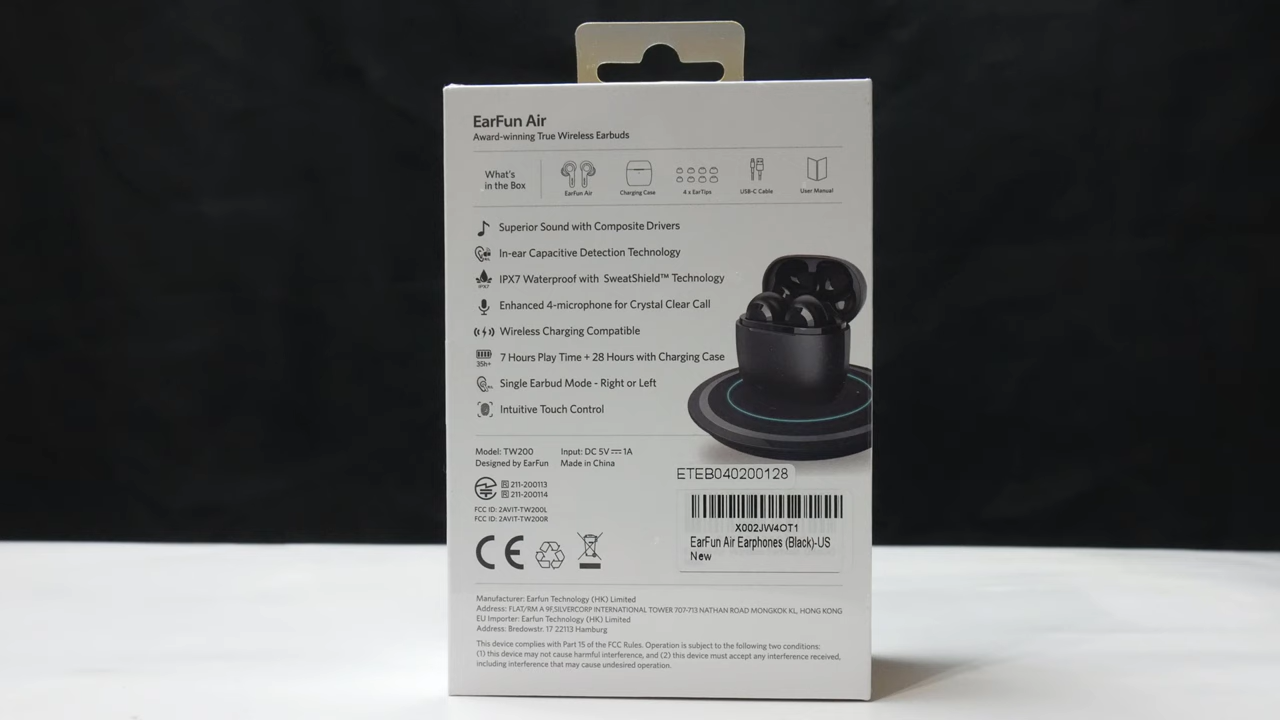 EarFun Air
Award-winning True Wireless Earbuds
What's
in the Box
EarFun Air
Charging Case
4 x EarTips
USB-C Cable
User Manual
Superior Sound with Composite Drivers
In-ear Capacitive Detection Technology
IPX7
IPX7 Waterproof with SweatShield™ Technology
Enhanced 4-microphone for Crystal Clear Call
Wireless Charging Compatible
35h+
7 Hours Play Time + 28 Hours with Charging Case
Single Earbud Mode - Right or Left
Intuitive Touch Control
Model: TW200 Input: DC 5V⎓1A
Designed by EarFun Made in China
R 211-200113
R 211-200114
FCC ID: 2AVIT-TW200L
FCC ID: 2AVIT-TW200R
CE
ETEB040200128
X002JW4OT1
EarFun Air Earphones (Black)-US
New
Manufacturer: Earfun Technology (HK) Limited
Address: FLAT/RM A 9F,SILVERCORP INTERNATIONAL TOWER 707-713 NATHAN ROAD MONGKOK KL, HONG KONG
EU Importer: Earfun Technology (HK) Limited
Address: Bredowstr. 17 22113 Hamburg
This device complies with Part 15 of the FCC Rules. Operation is subject to the following two conditions:
(1) this device may not cause harmful interference, and (2) this device must accept any interference received,
including interference that may cause undesired operation.